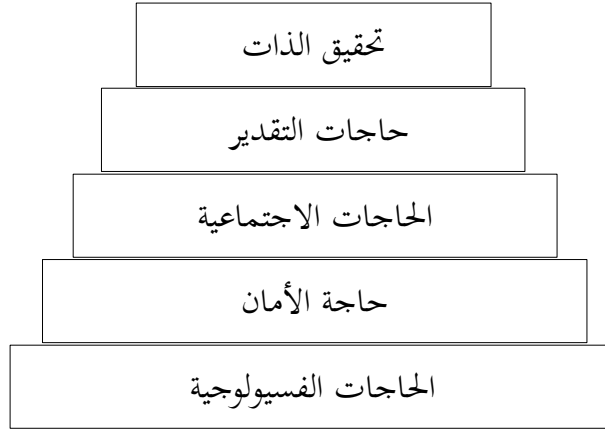 تحقيق الذات
حاجات التقدير
الحاجات الاجتماعية
حاجة الأمان
الحاجات الفسيولوجية